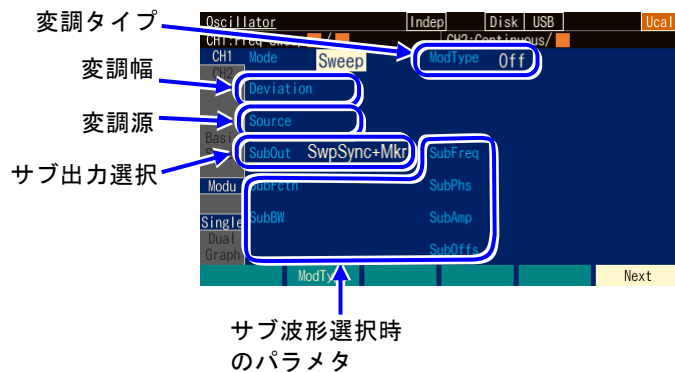 変調タイプ
変調幅
変調源
サブ出力選択
Oscillator Indep Disk USB Ucal
CH1: / CH2:Continuous/
CH1 Mode Sweep ModType Off
CH2
Deviation
Source
SubOut SwpSync+Mkr SubFreq
Modu SubFctn SubPhs
Single SubBW SubAmp
Dual
Graph SubOffs
Next
サブ波形選択時
のパラメタ